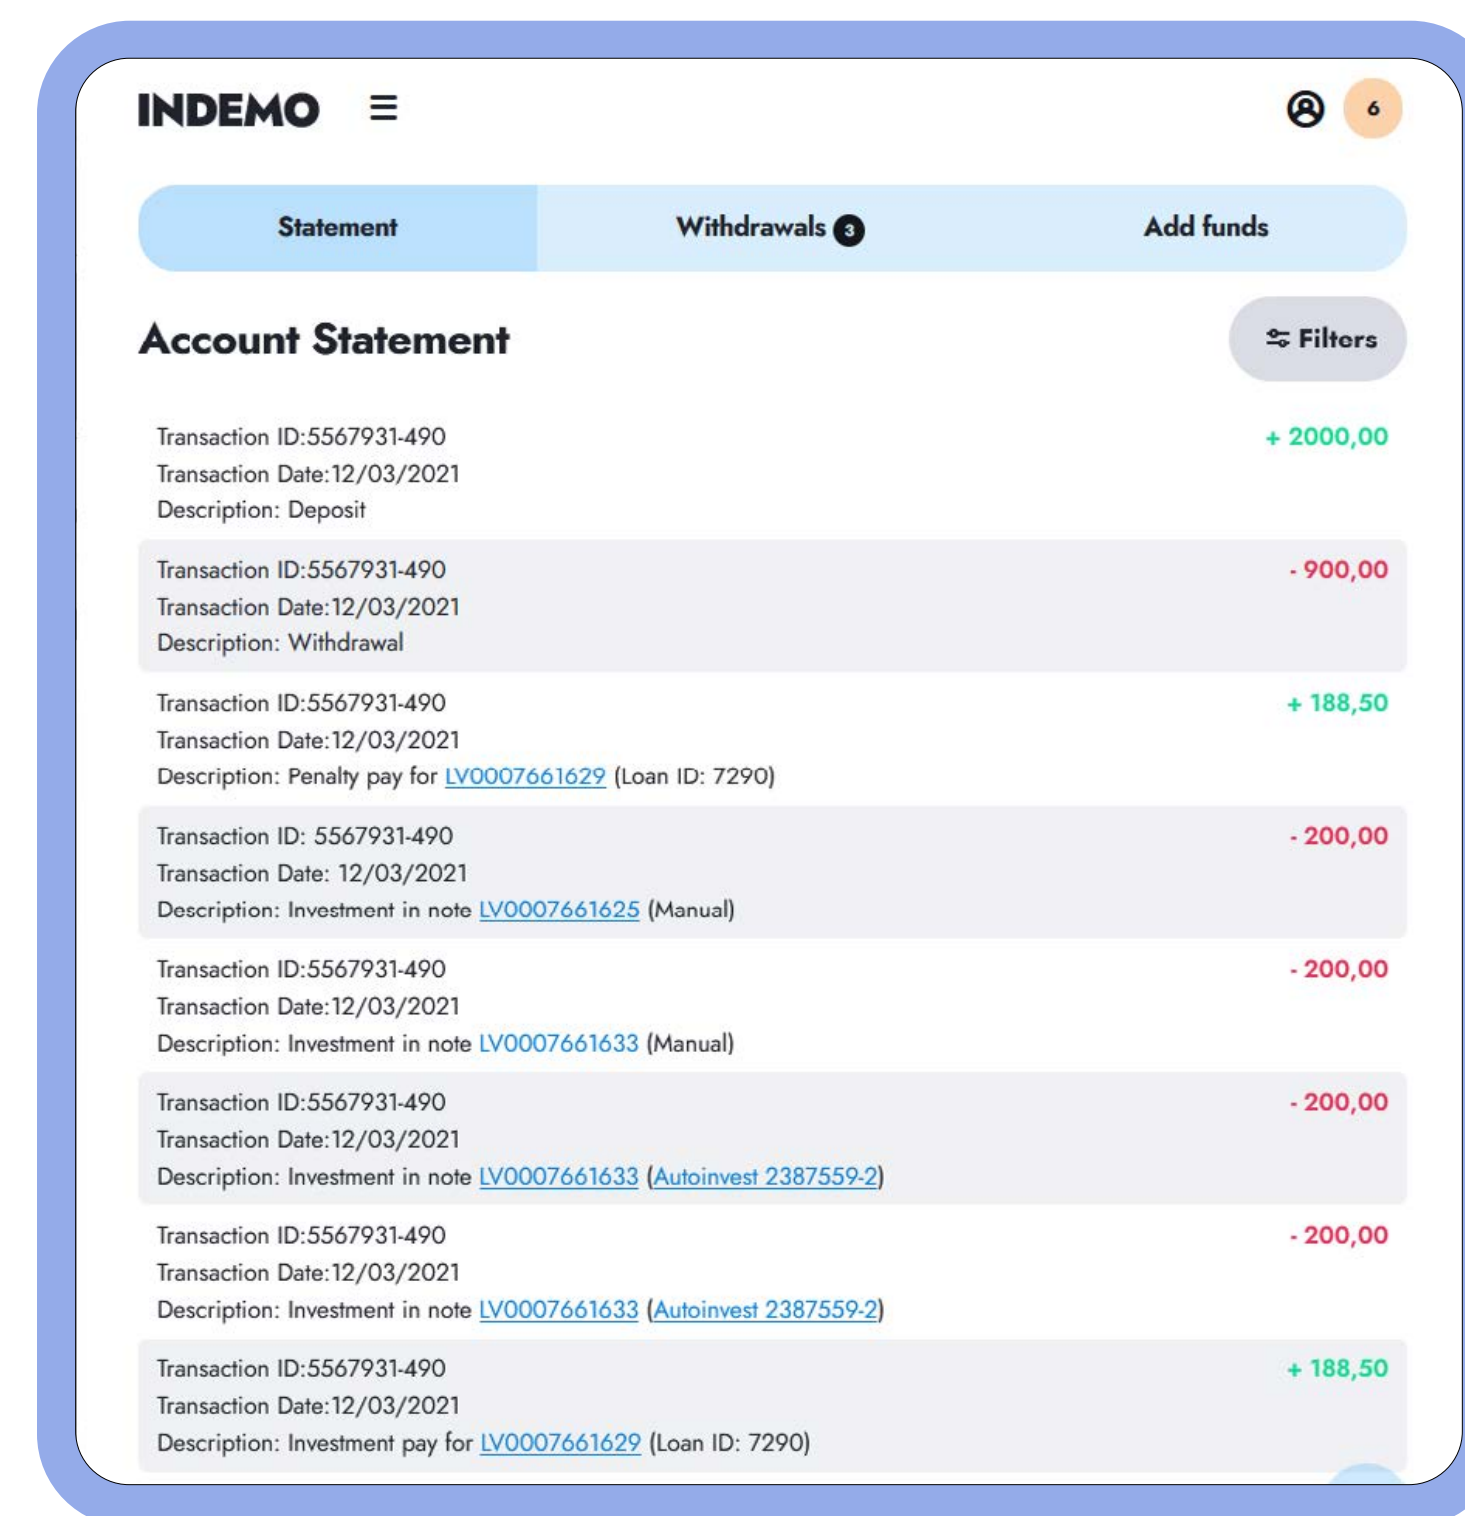 INDEMO 6
Statement Withdrawals 3 Add funds
Account Statement Filters
Transaction ID:5567931-490 + 2000,00
Transaction Date:12/03/2021
Description: Deposit
Transaction ID:5567931-490 - 900,00
Transaction Date:12/03/2021
Description: Withdrawal
Transaction ID:5567931-490 + 188,50
Transaction Date:12/03/2021
Description: Penalty pay for LV0007661629 (Loan ID: 7290)
Transaction ID: 5567931-490 - 200,00
Transaction Date: 12/03/2021
Description: Investment in note LV0007661625 (Manual)
Transaction ID:5567931-490 - 200,00
Transaction Date:12/03/2021
Description: Investment in note LV0007661633 (Manual)
Transaction ID:5567931-490 - 200,00
Transaction Date:12/03/2021
Description: Investment in note LV0007661633 (Autoinvest 2387559-2)
Transaction ID:5567931-490 - 200,00
Transaction Date:12/03/2021
Description: Investment in note LV0007661633 (Autoinvest 2387559-2)
Transaction ID:5567931-490 + 188,50
Transaction Date:12/03/2021
Description: Investment pay for LV0007661629 (Loan ID: 7290)